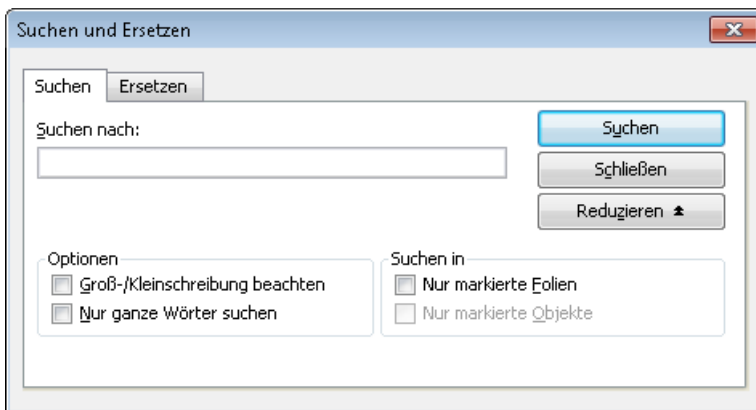 Suchen und Ersetzen
Suchen
Ersetzen
Suchen nach:
Suchen
Schließen
Reduzieren
Optionen
Groß-/Kleinschreibung beachten
Nur ganze Wörter suchen
Suchen in
Nur markierte Folien
Nur markierte Objekte